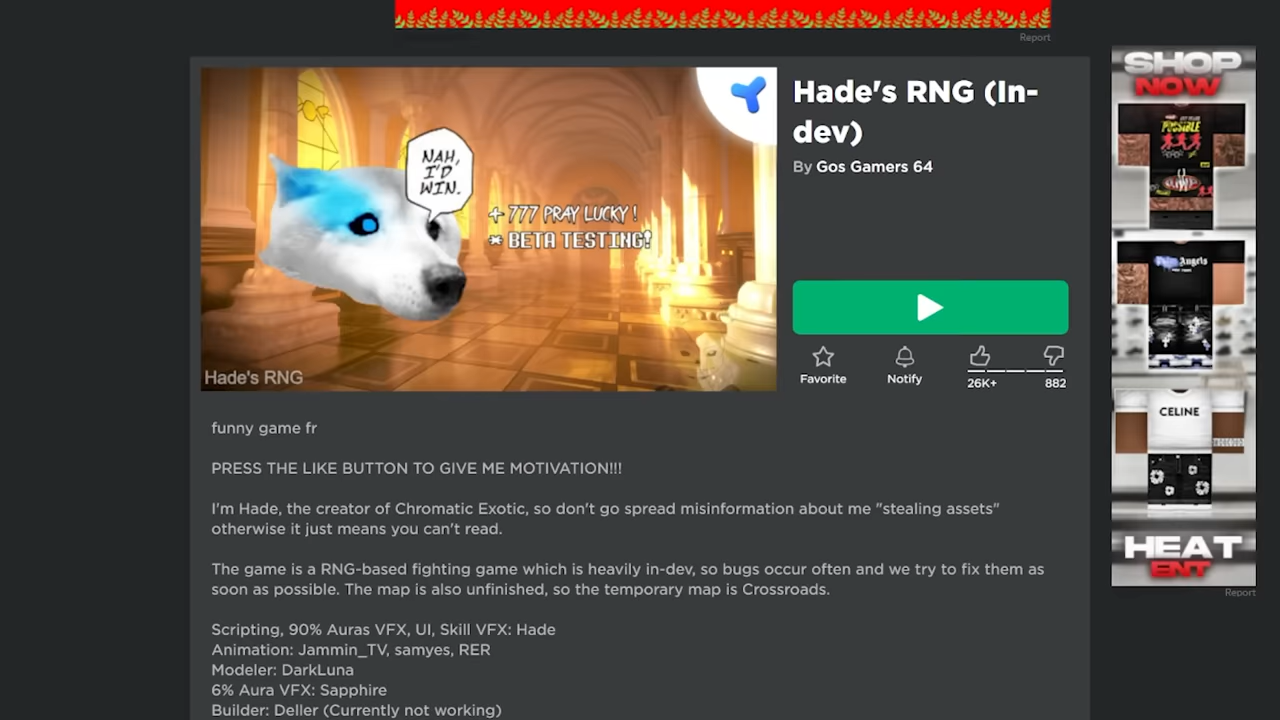 Report
NAH,
I'D
WIN.
+ 777 PRAY LUCKY !
* BETA TESTING!
Hade's RNG
Hade's RNG (In-
dev)
By Gos Gamers 64
Favorite
Notify
26K+
882
funny game fr
PRESS THE LIKE BUTTON TO GIVE ME MOTIVATION!!!
I'm Hade, the creator of Chromatic Exotic, so don't go spread misinformation about me "stealing assets"
otherwise it just means you can't read.
The game is a RNG-based fighting game which is heavily in-dev, so bugs occur often and we try to fix them as
soon as possible. The map is also unfinished, so the temporary map is Crossroads.
Scripting, 90% Auras VFX, UI, Skill VFX: Hade
Animation: Jammin_TV, samyes, RER
Modeler: DarkLuna
6% Aura VFX: Sapphire
Builder: Deller (Currently not working)
SHOP
NOW
POSSIBLE
Angels
CELINE
HEAT
ENT
Report